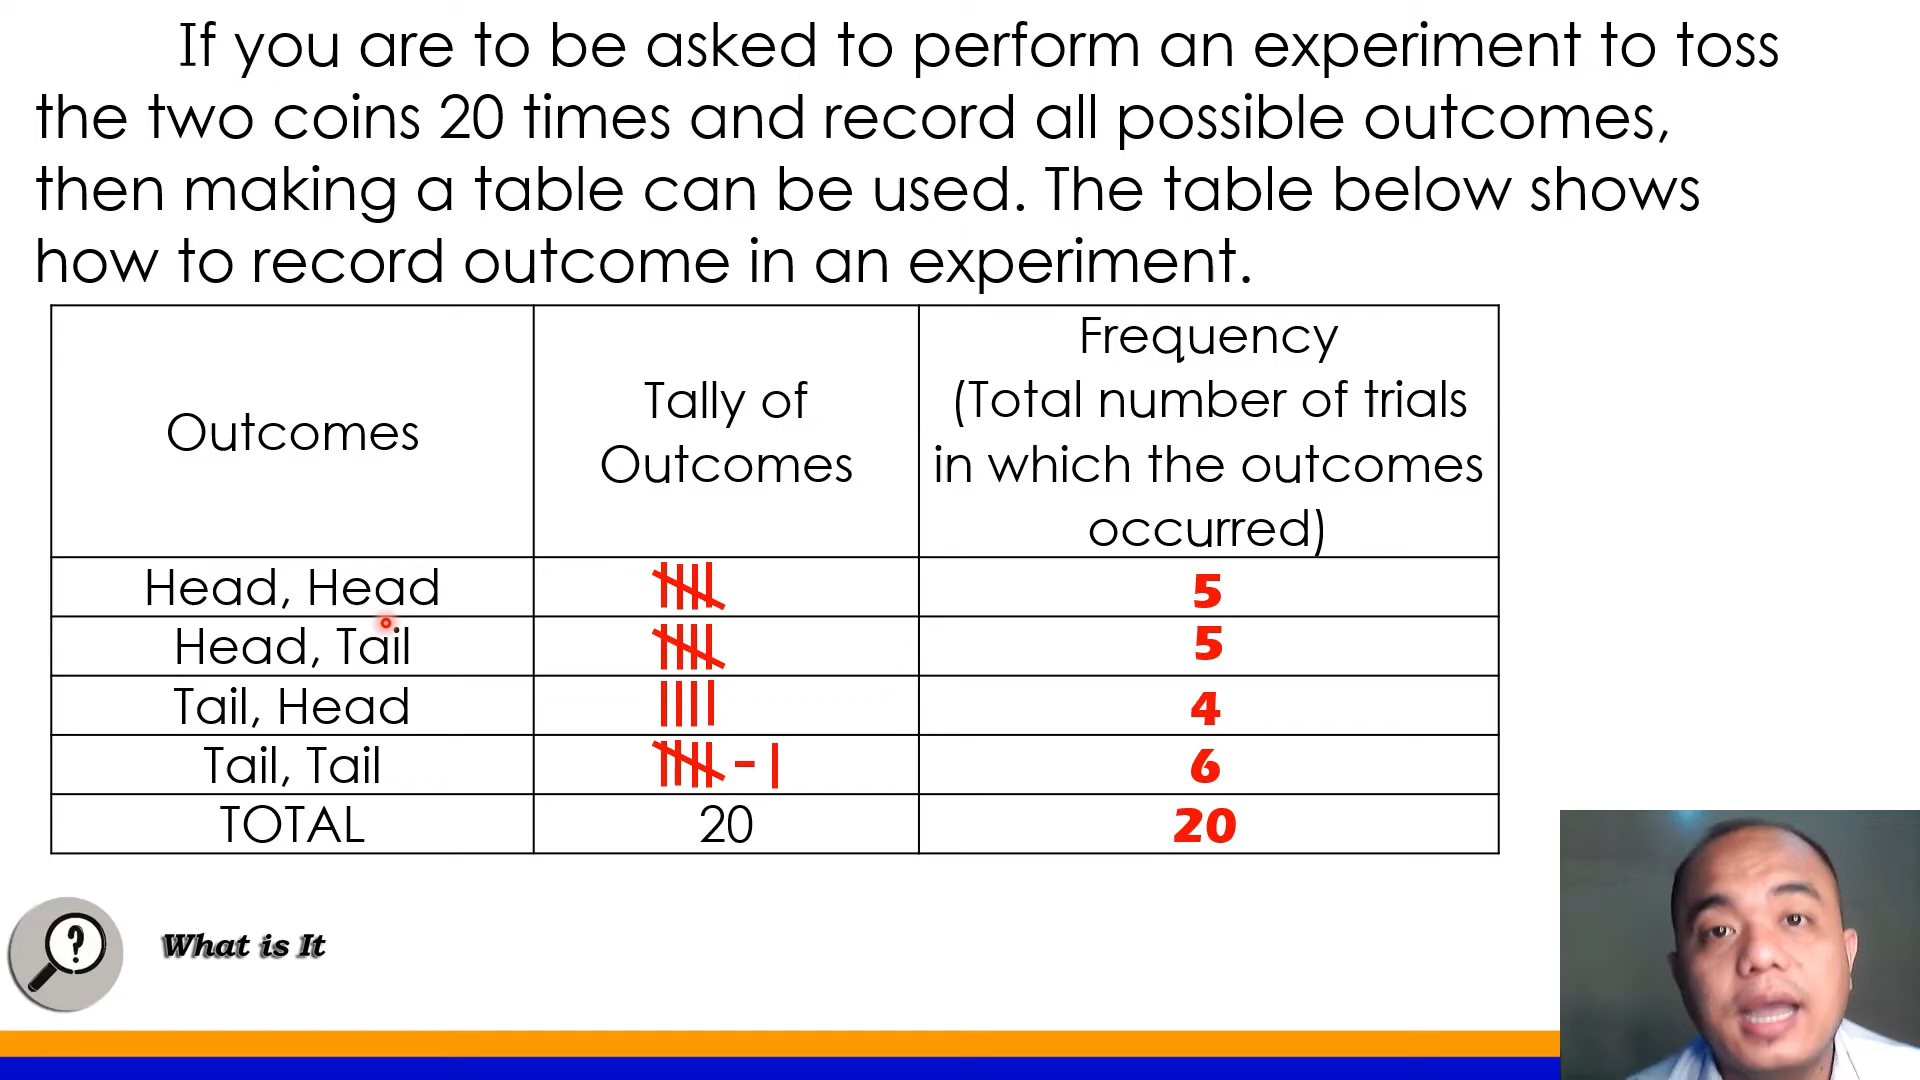 If you are to be asked to perform an experiment to toss
the two coins 20 times and record all possible outcomes,
then making a table can be used. The table below shows
how to record outcome in an experiment.
Outcomes
Tally of
Outcomes
Frequency
(Total number of trials
in which the outcomes
occurred)
Head, Head
5
Head, Tail
5
Tail, Head
4
Tail, Tail
6
TOTAL
20
20
?
What is It